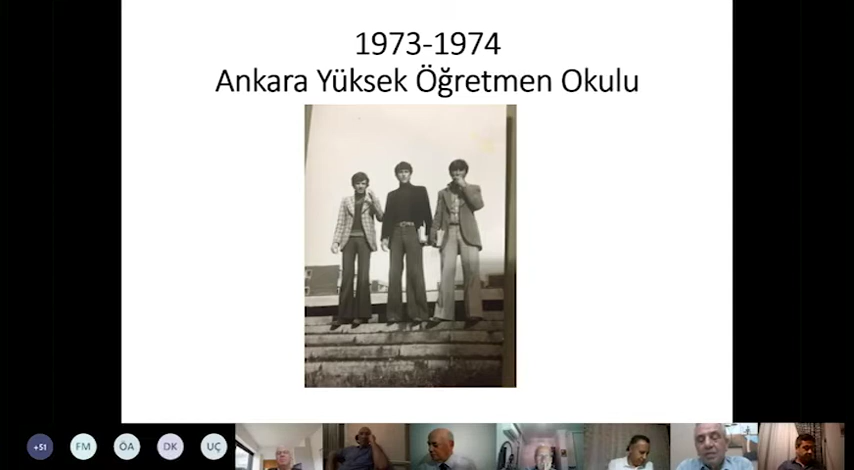 1973-1974
Ankara Yüksek Öğretmen Okulu
+51 FM ÖA DK UÇ